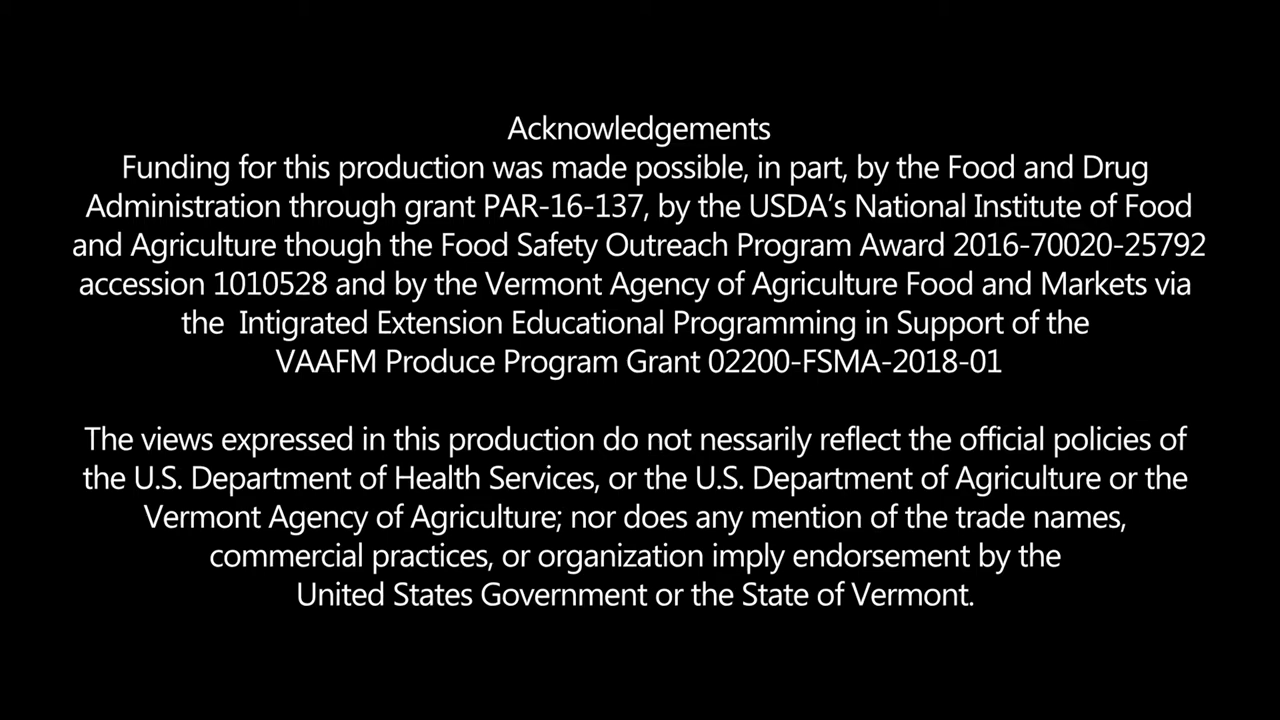 Acknowledgements
Funding for this production was made possible, in part, by the Food and Drug
Administration through grant PAR-16-137, by the USDA's National Institute of Food
and Agriculture though the Food Safety Outreach Program Award 2016-70020-25792
accession 1010528 and by the Vermont Agency of Agriculture Food and Markets via
the Intigrated Extension Educational Programming in Support of the
VAAFM Produce Program Grant 02200-FSMA-2018-01
The views expressed in this production do not nessarily reflect the official policies of
the U.S. Department of Health Services, or the U.S. Department of Agriculture or the
Vermont Agency of Agriculture; nor does any mention of the trade names,
commercial practices, or organization imply endorsement by the
United States Government or the State of Vermont.